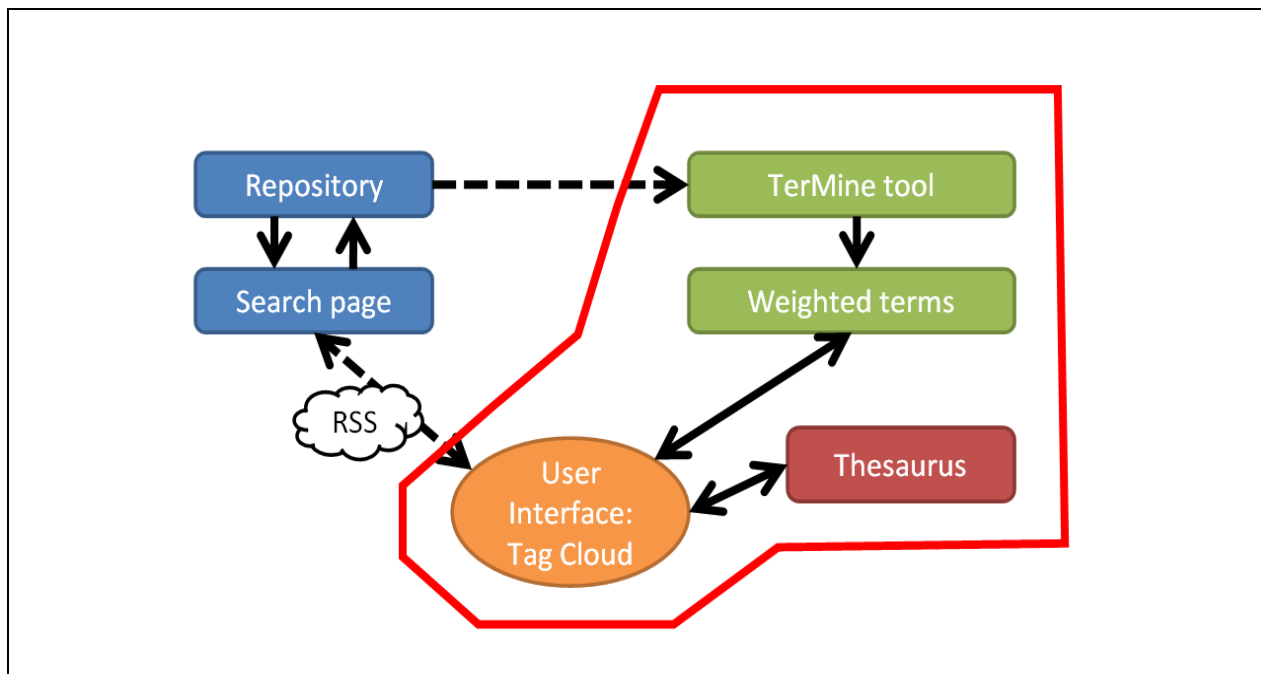 Repository
TerMine tool
Search page
Weighted terms
RSS
Thesaurus
User
Interface:
Tag Cloud